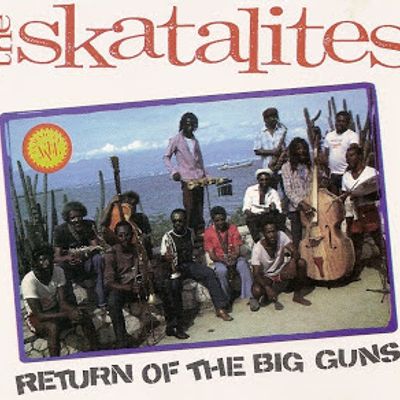 the
skatalites
RETURN OF THE BIG GUNS